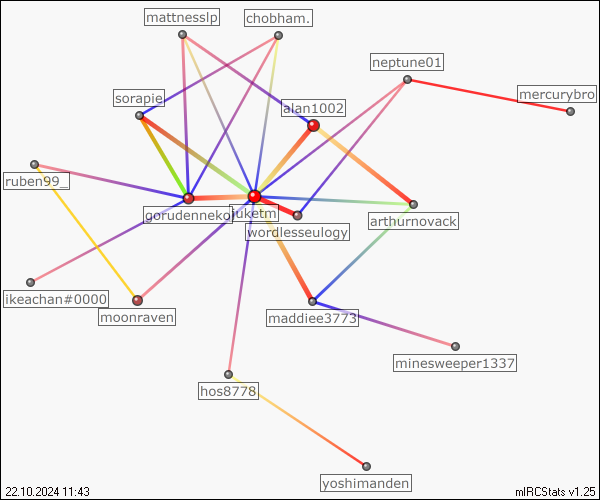 mattnesslp
chobham.
neptune01
mercurybro
sorapie
alan1002
ruben99_
gorudenneko
juketm
arthurnovack
wordlesseulogy
ikeachan#0000
moonraven
maddiee3773
minesweeper1337
hos8778
yoshimanden
22.10.2024 11:43
mIRCStats v1.25